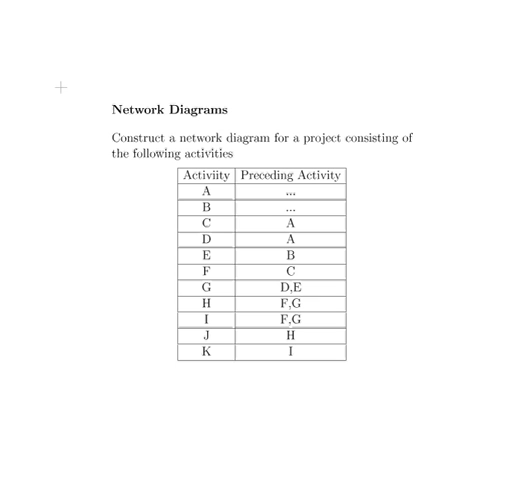 Network Diagrams
Construct a network diagram for a project consisting of
the following activities
Activiity Preceding Activity
A ...
B ...
C A
D A
E B
F C
G D,E
H F,G
I F,G
J H
K I